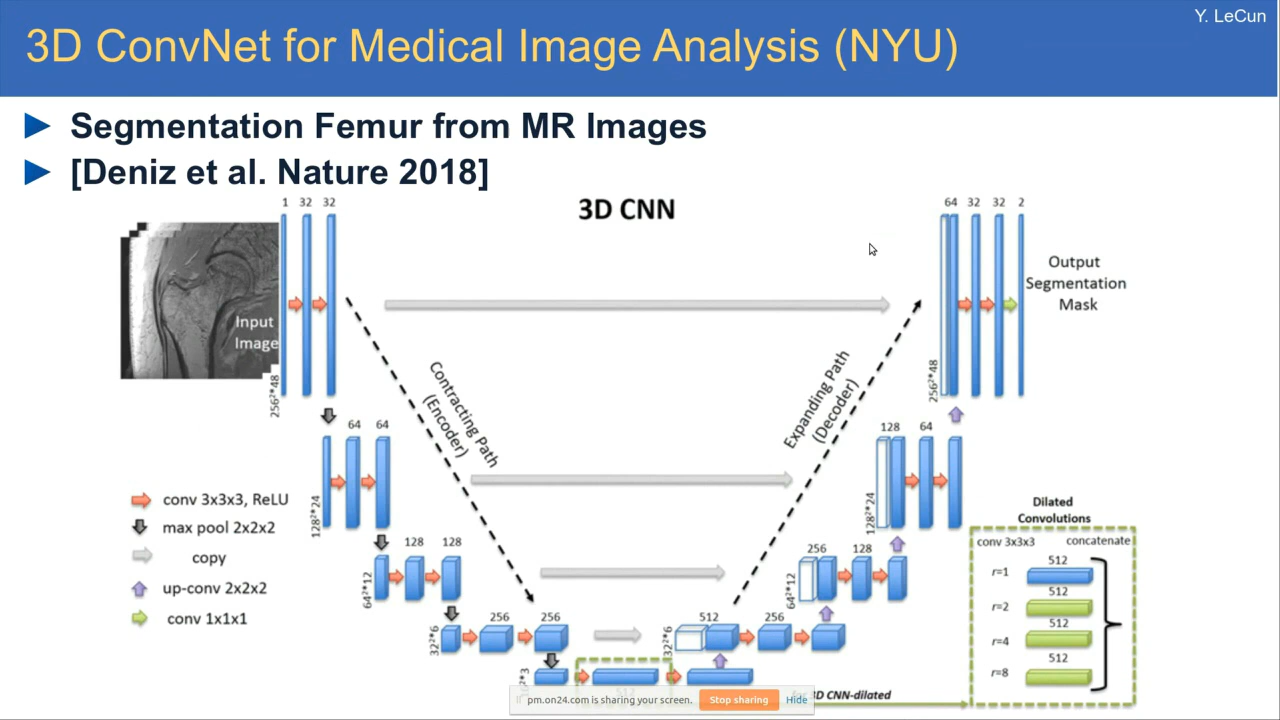 Y. LeCun
3D ConvNet for Medical Image Analysis (NYU)
Segmentation Femur from MR Images
[Deniz et al. Nature 2018]
3D CNN
1 32 32
64 32 32 2
Input
Image
256²*48
Output
Segmentation
Mask
256²*48
Contracting Path
(Encoder)
Expanding Path
(Decoder)
64 64
128²*24
128 64
128²*24
conv 3x3x3, ReLU
max pool 2x2x2
copy
up-conv 2x2x2
conv 1x1x1
128 128
64²*12
256 128
64²*12
256 256
32²*6
512 256
32²*6
Dilated
Convolutions
conv 3x3x3 concatenate
512
r=1
512
r=2
512
r=4
512
r=8
3D CNN-dilated
pm.on24.com is sharing your screen. Stop sharing Hide